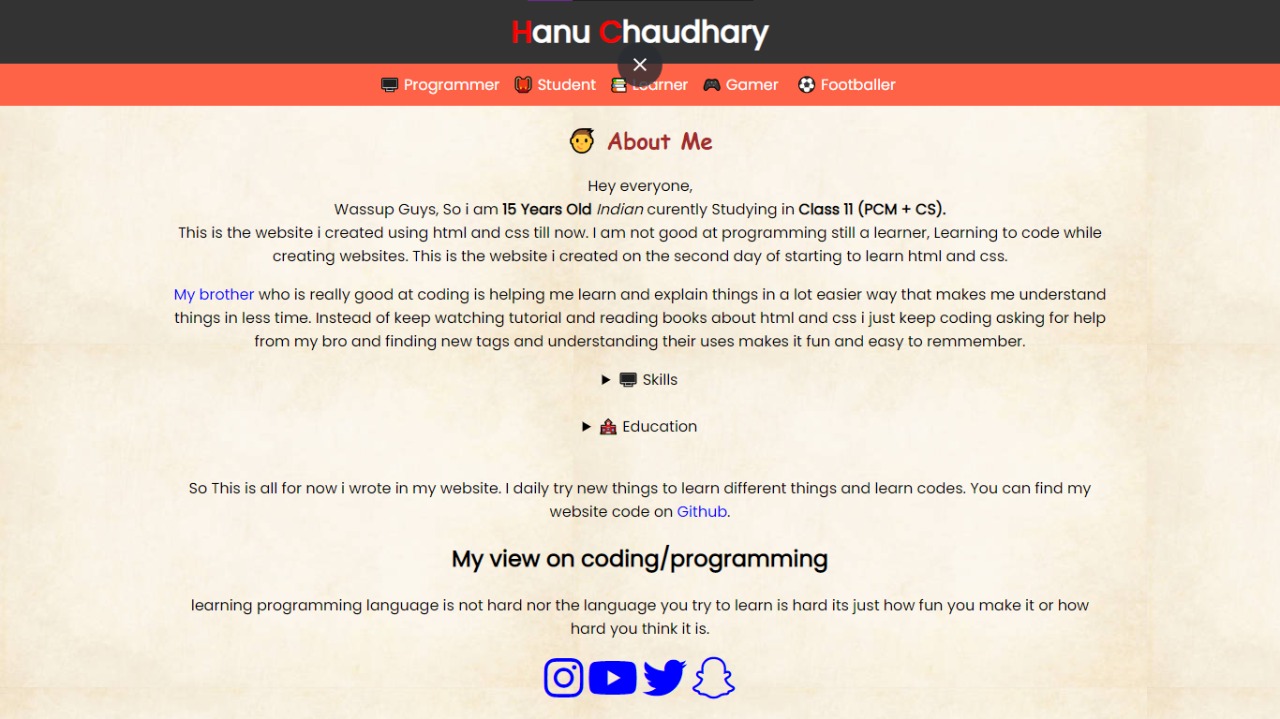 Hanu Chaudhary
Programmer Student Learner Gamer Footballer
About Me
Hey everyone,
Wassup Guys, So i am 15 Years Old Indian curently Studying in Class 11 (PCM + CS).
This is the website i created using html and css till now. I am not good at programming still a learner, Learning to code while
creating websites. This is the website i created on the second day of starting to learn html and css.
My brother who is really good at coding is helping me learn and explain things in a lot easier way that makes me understand
things in less time. Instead of keep watching tutorial and reading books about html and css i just keep coding asking for help
from my bro and finding new tags and understanding their uses makes it fun and easy to remmember.
Skills
Education
So This is all for now i wrote in my website. I daily try new things to learn different things and learn codes. You can find my
website code on Github.
My view on coding/programming
learning programming language is not hard nor the language you try to learn is hard its just how fun you make it or how
hard you think it is.